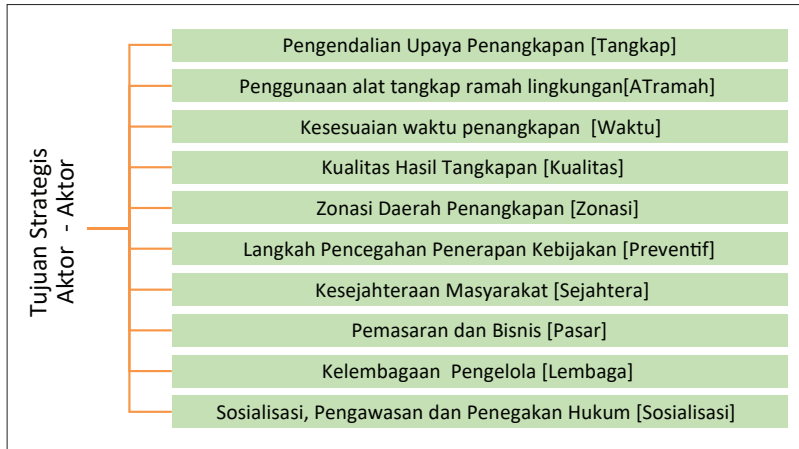 Tujuan Strategis
Aktor - Aktor
Pengendalian Upaya Penangkapan [Tangkap]
Penggunaan alat tangkap ramah lingkungan[ATramah]
Kesesuaian waktu penangkapan [Waktu]
Kualitas Hasil Tangkapan [Kualitas]
Zonasi Daerah Penangkapan [Zonasi]
Langkah Pencegahan Penerapan Kebijakan [Preventif]
Kesejahteraan Masyarakat [Sejahtera]
Pemasaran dan Bisnis [Pasar]
Kelembagaan Pengelola [Lembaga]
Sosialisasi, Pengawasan dan Penegakan Hukum [Sosialisasi]